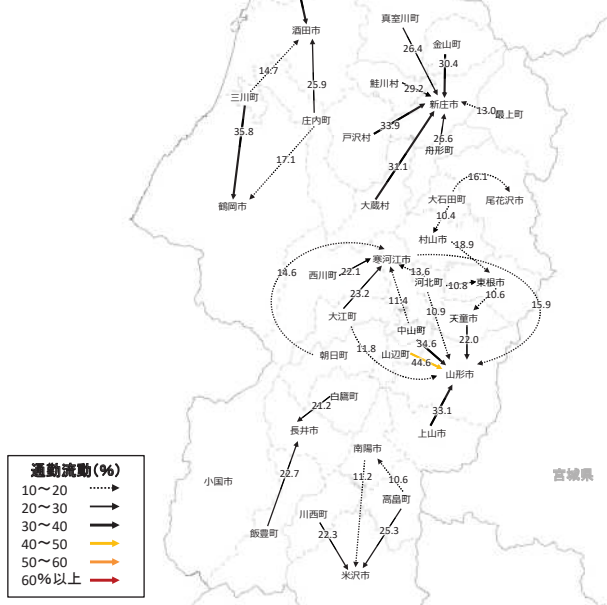 真室川町
酒田市
26.4
金山町
14.7
30.4
25.9
鮭川村
29.2
三川町
新庄市
13.0
最上町
庄内町
35.8
33.9
戸沢村
26.6
舟形町
17.1
31.1
16.1
鶴岡市
大蔵村
大石田町
尾花沢市
10.4
村山市
18.9
寒河江市
14.6
西川町
22.1
13.6
河北町
10.8
東根市
23.2
11.4
10.6
15.9
大江町
10.9
天童市
中山町
34.6
22.0
朝日町
11.8
山辺町
44.6
山形市
白鷹町
21.2
33.1
長井市
上山市
南陽市
小国市
22.7
11.2
10.6
宮城県
高畠町
川西町
飯豊町
22.3
25.3
米沢市
通勤流動(%)
10～20
20～30
30～40
40～50
50～60
60%以上